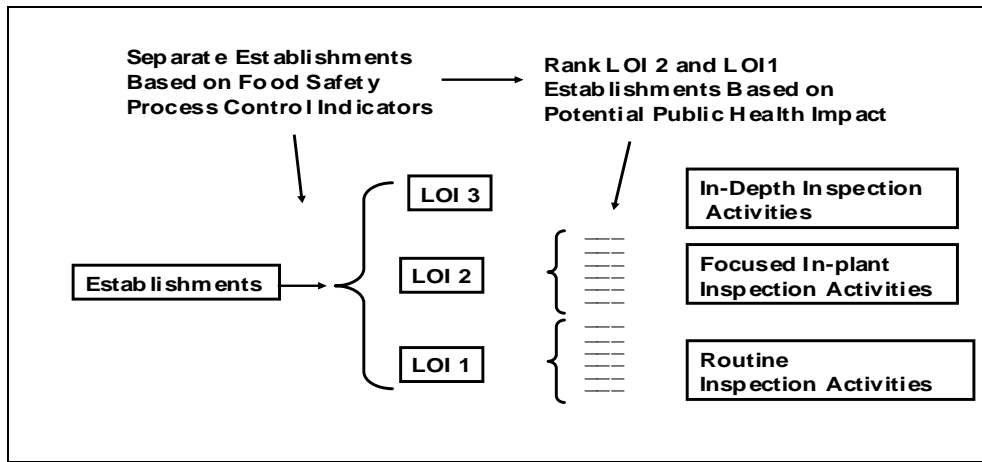 Separate Establishments
Based on Food Safety
Process Control Indicators
Rank LOI 2 and LOI1
Establishments Based on
Potential Public Health Impact
Establishments
LOI 3
LOI 2
LOI 1
In-Depth Inspection
Activities
Focused In-plant
Inspection Activities
Routine
Inspection Activities